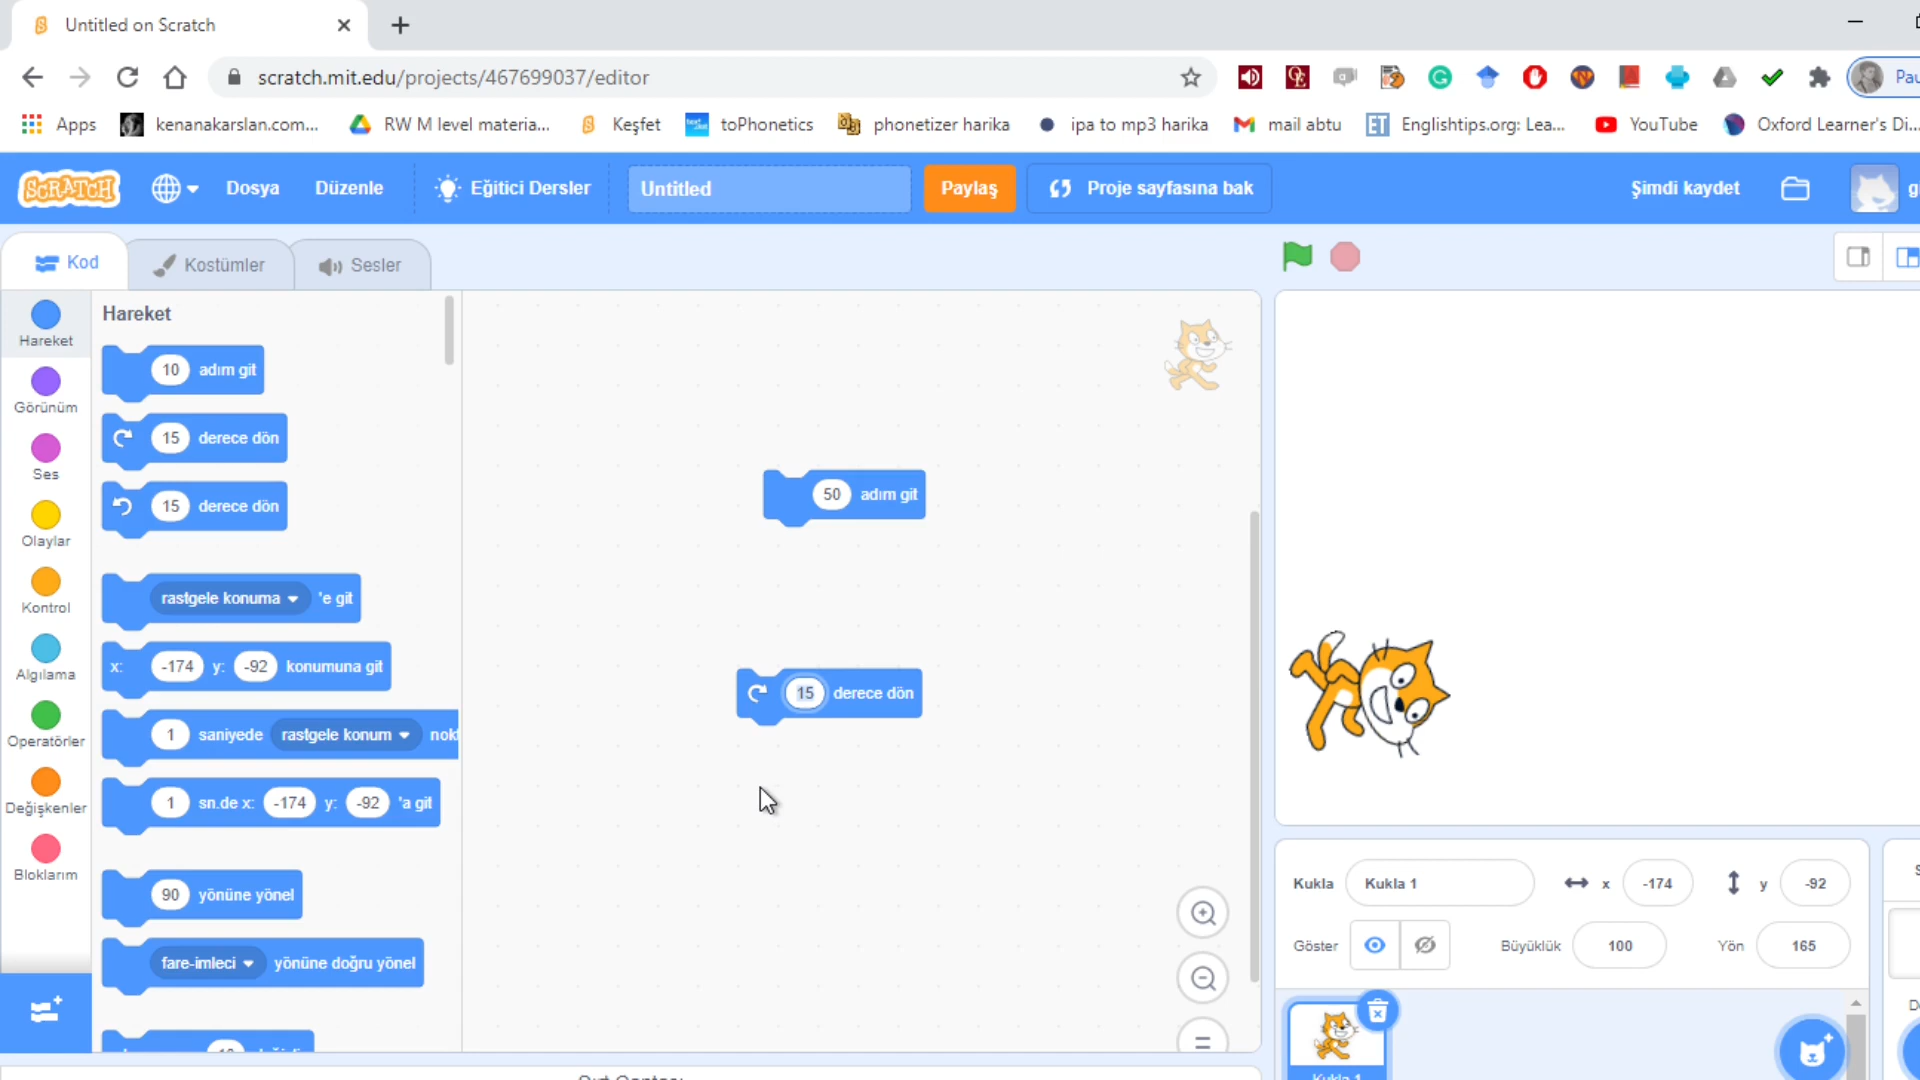 Untitled on Scratch
scratch.mit.edu/projects/467699037/editor
Pau
Apps kenanakarslan.com... RW M level materia... Keşfet toPhonetics phonetizer harika ipa to mp3 harika mail abtu Englishtips.org: Lea... YouTube Oxford Learner's Di...
SCRATCH Dosya Düzenle Eğitici Dersler Untitled Paylaş Proje sayfasına bak Şimdi kaydet
Kod Kostümler Sesler
Hareket
Görünüm
Ses
Olaylar
Kontrol
Algılama
Operatörler
Değişkenler
Bloklarım
Hareket
10 adım git
15 derece dön
15 derece dön
rastgele konuma 'e git
x: -174 y: -92 konumuna git
1 saniyede rastgele konum
1 sn.de x: -174 y: -92 'a git
90 yönüne yönel
fare-imleci yönüne doğru yönel
50 adım git
15 derece dön
Kukla Kukla 1 x -174 y -92
Göster Büyüklük 100 Yön 165
Kukla 1